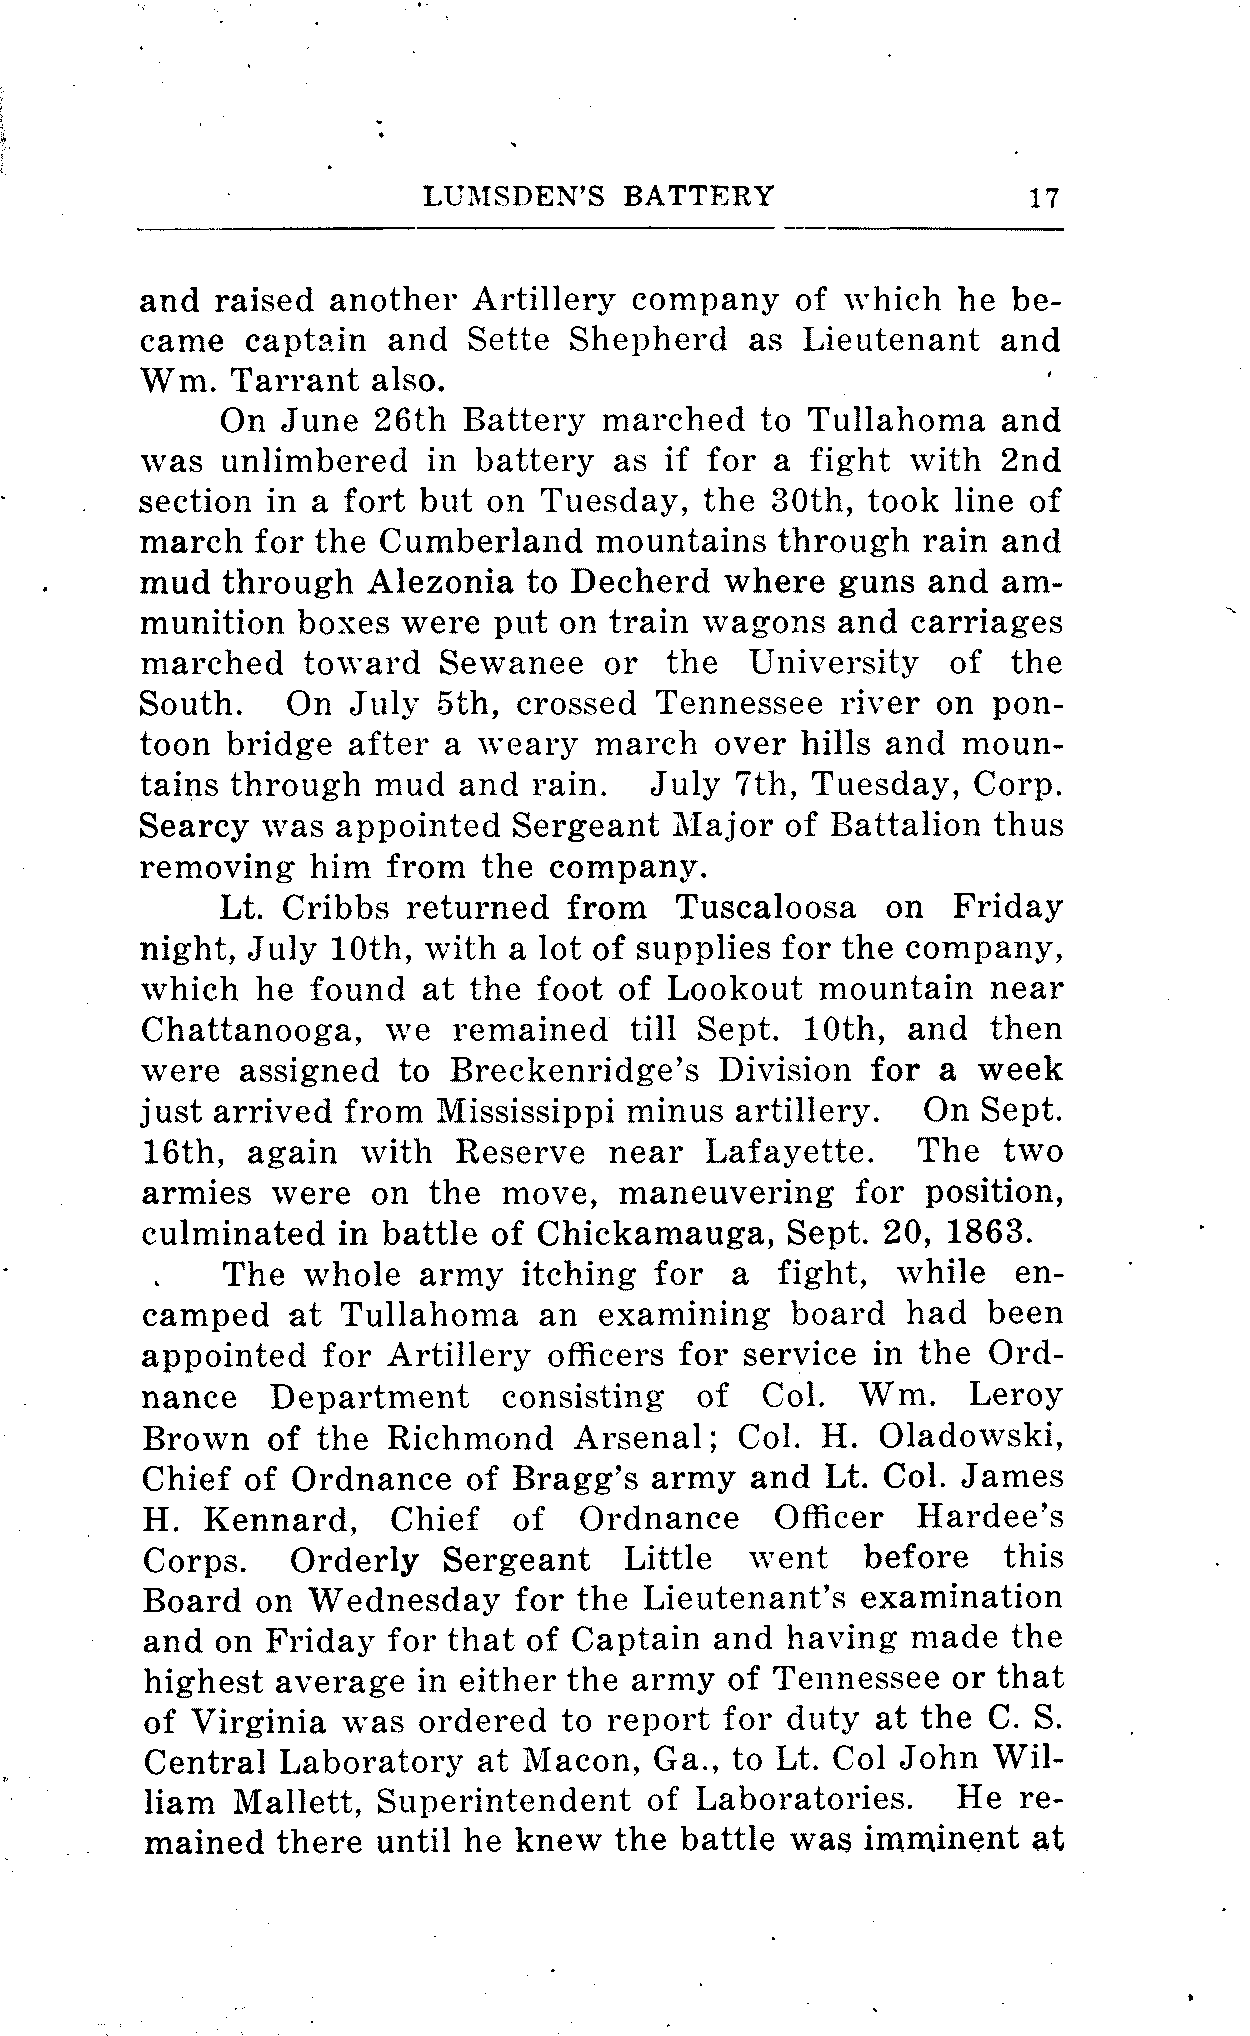 LUMSDEN'S BATTERY 17
and raised another Artillery company of which he be-
came captain and Sette Shepherd as Lieutenant and
Wm. Tarrant also.
On June 26th Battery marched to Tullahoma and
was unlimbered in battery as if for a fight with 2nd
section in a fort but on Tuesday, the 30th, took line of
march for the Cumberland mountains through rain and
mud through Alezonia to Decherd where guns and am-
munition boxes were put on train wagons and carriages
marched toward Sewanee or the University of the
South. On July 5th, crossed Tennessee river on pon-
toon bridge after a weary march over hills and moun-
tains through mud and rain. July 7th, Tuesday, Corp.
Searcy was appointed Sergeant Major of Battalion thus
removing him from the company.
Lt. Cribbs returned from Tuscaloosa on Friday
night, July 10th, with a lot of supplies for the company,
which he found at the foot of Lookout mountain near
Chattanooga, we remained till Sept. 10th, and then
were assigned to Breckenridge's Division for a week
just arrived from Mississippi minus artillery. On Sept.
16th, again with Reserve near Lafayette. The two
armies were on the move, maneuvering for position,
culminated in battle of Chickamauga, Sept. 20, 1863.
The whole army itching for a fight, while en-
camped at Tullahoma an examining board had been
appointed for Artillery officers for service in the Ord-
nance Department consisting of Col. Wm. Leroy
Brown of the Richmond Arsenal; Col. H. Oladowski,
Chief of Ordnance of Bragg's army and Lt. Col. James
H. Kennard, Chief of Ordnance Officer Hardee's
Corps. Orderly Sergeant Little went before this
Board on Wednesday for the Lieutenant's examination
and on Friday for that of Captain and having made the
highest average in either the army of Tennessee or that
of Virginia was ordered to report for duty at the C. S.
Central Laboratory at Macon, Ga., to Lt. Col John Wil-
liam Mallett, Superintendent of Laboratories. He re-
mained there until he knew the battle was imminent at